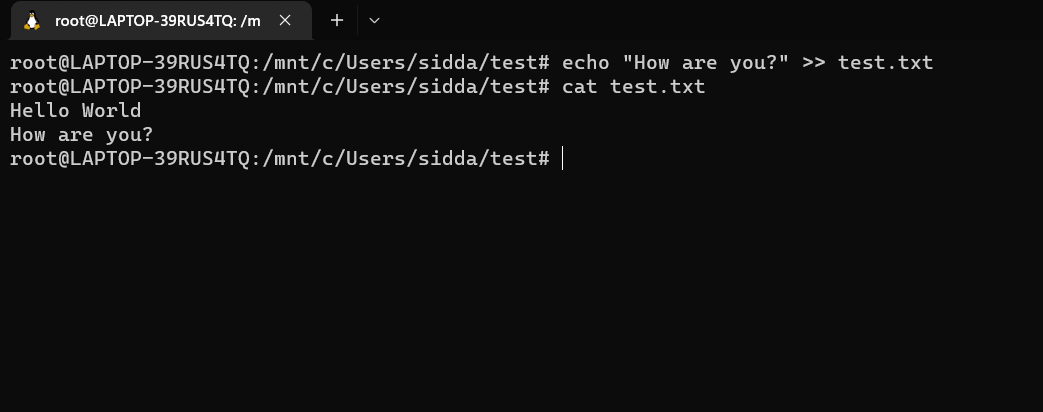 root@LAPTOP-39RUS4TQ: /m
root@LAPTOP-39RUS4TQ:/mnt/c/Users/sidda/test# echo "How are you?" >> test.txt
root@LAPTOP-39RUS4TQ:/mnt/c/Users/sidda/test# cat test.txt
Hello World
How are you?
root@LAPTOP-39RUS4TQ:/mnt/c/Users/sidda/test#